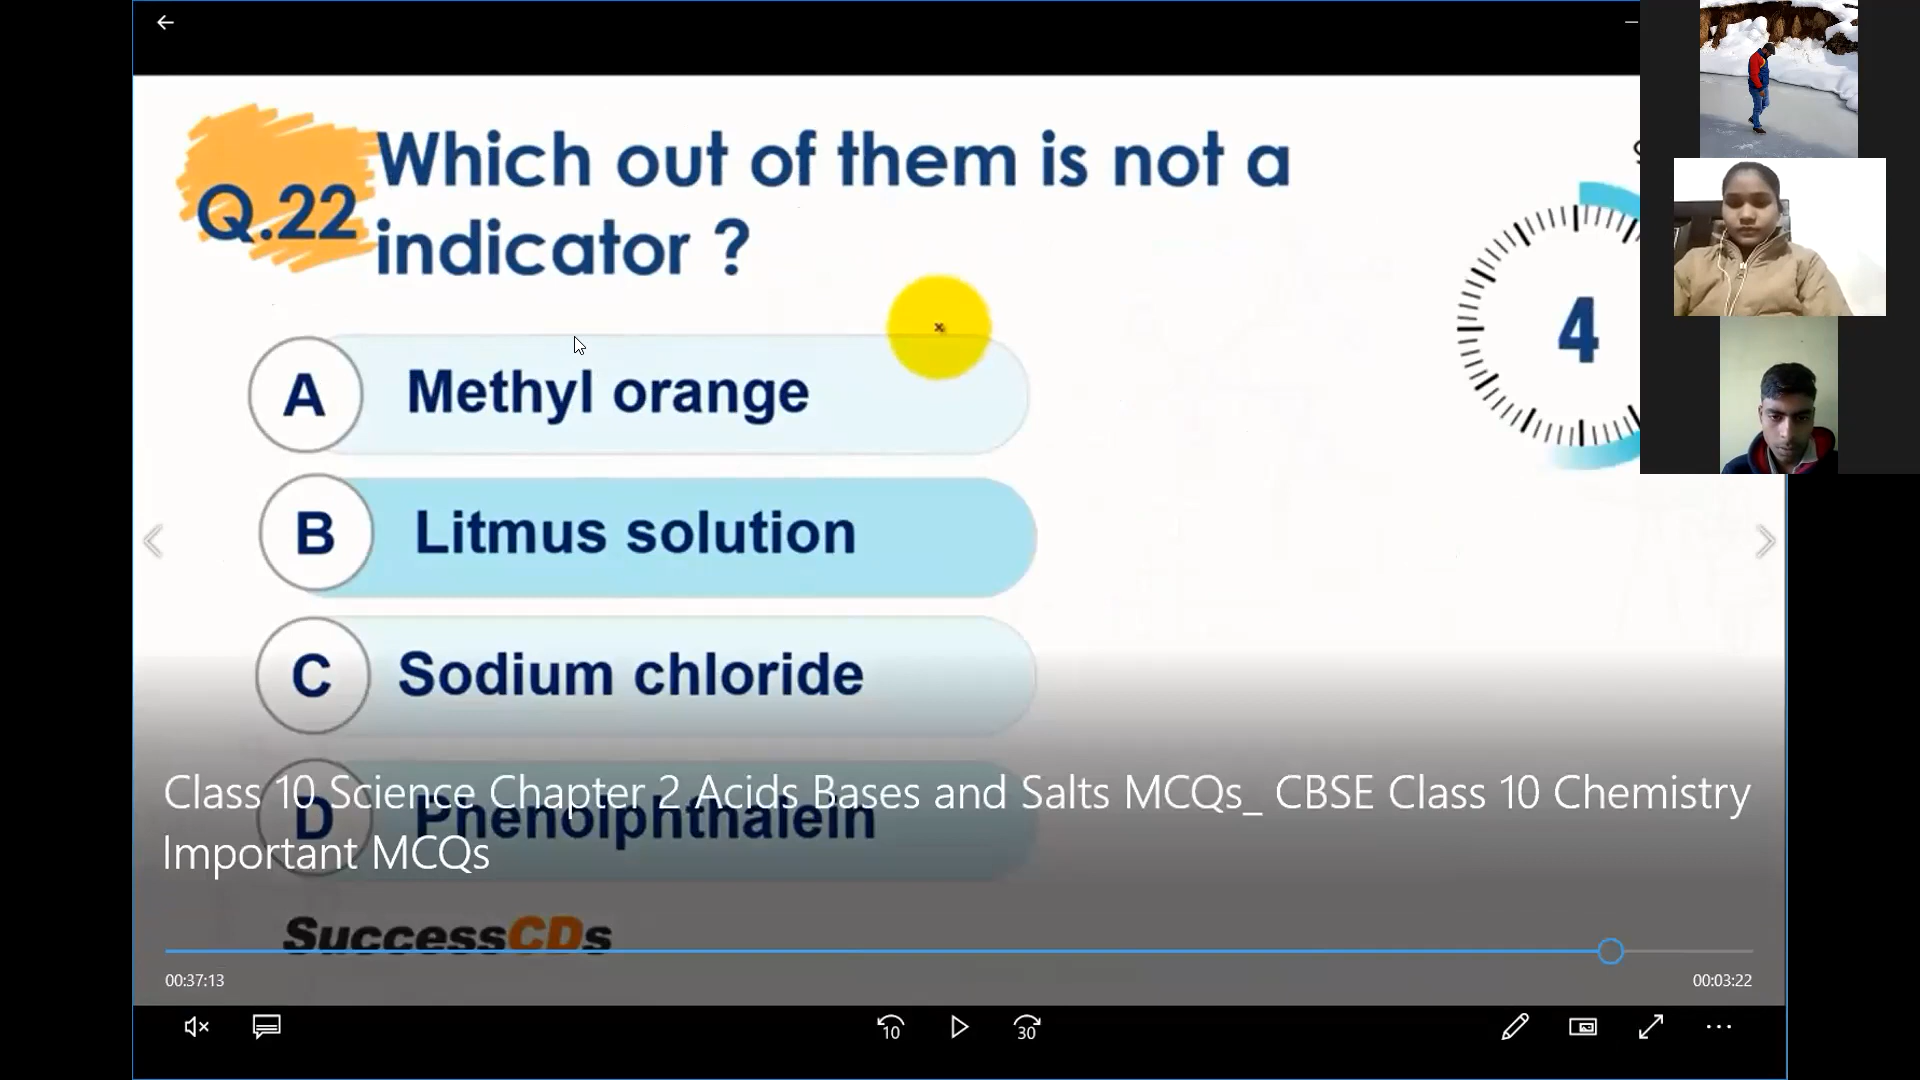 Q.22
Which out of them is not a
indicator ?
4
A Methyl orange
B Litmus solution
C Sodium chloride
D Phenolphthalein
Class 10 Science Chapter 2 Acids Bases and Salts MCQs_ CBSE Class 10 Chemistry
Important MCQs
SuccessCDs
00:37:13
00:03:22
10
30